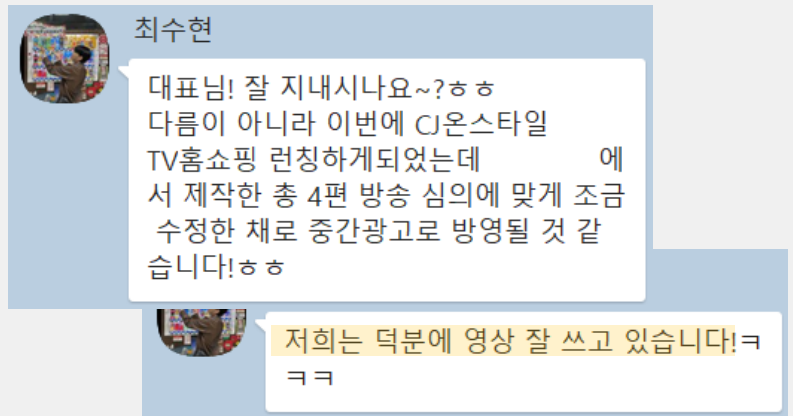 최수현
대표님! 잘 지내시나요~?ㅎㅎ
다름이 아니라 이번에 CJ온스타일
TV홈쇼핑 런칭하게되었는데 에
서 제작한 총 4편 방송 심의에 맞게 조금
수정한 채로 중간광고로 방영될 것 같
습니다!ㅎㅎ
저희는 덕분에 영상 잘 쓰고 있습니다!ㅋ
ㅋㅋ